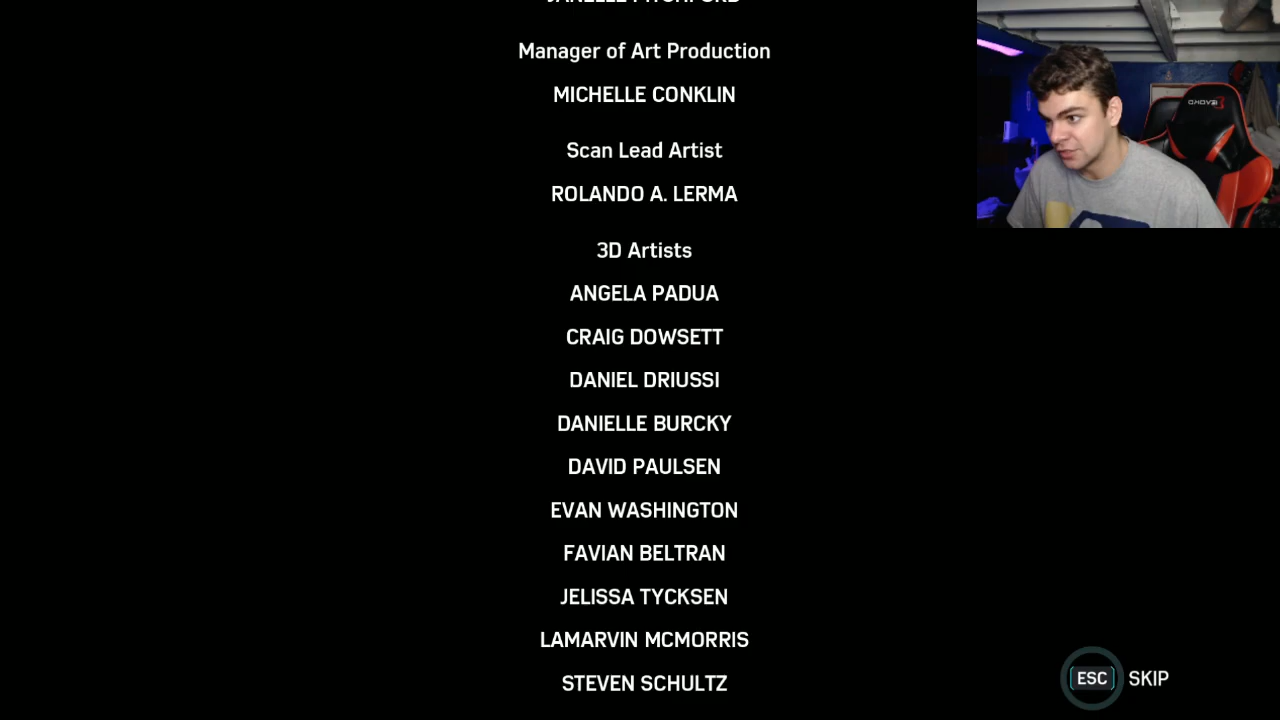 Manager of Art Production
MICHELLE CONKLIN
Scan Lead Artist
ROLANDO A. LERMA
3D Artists
ANGELA PADUA
CRAIG DOWSETT
DANIEL DRIUSSI
DANIELLE BURCKY
DAVID PAULSEN
EVAN WASHINGTON
FAVIAN BELTRAN
JELISSA TYCKSEN
LAMARVIN MCMORRIS
STEVEN SCHULTZ
ESC SKIP